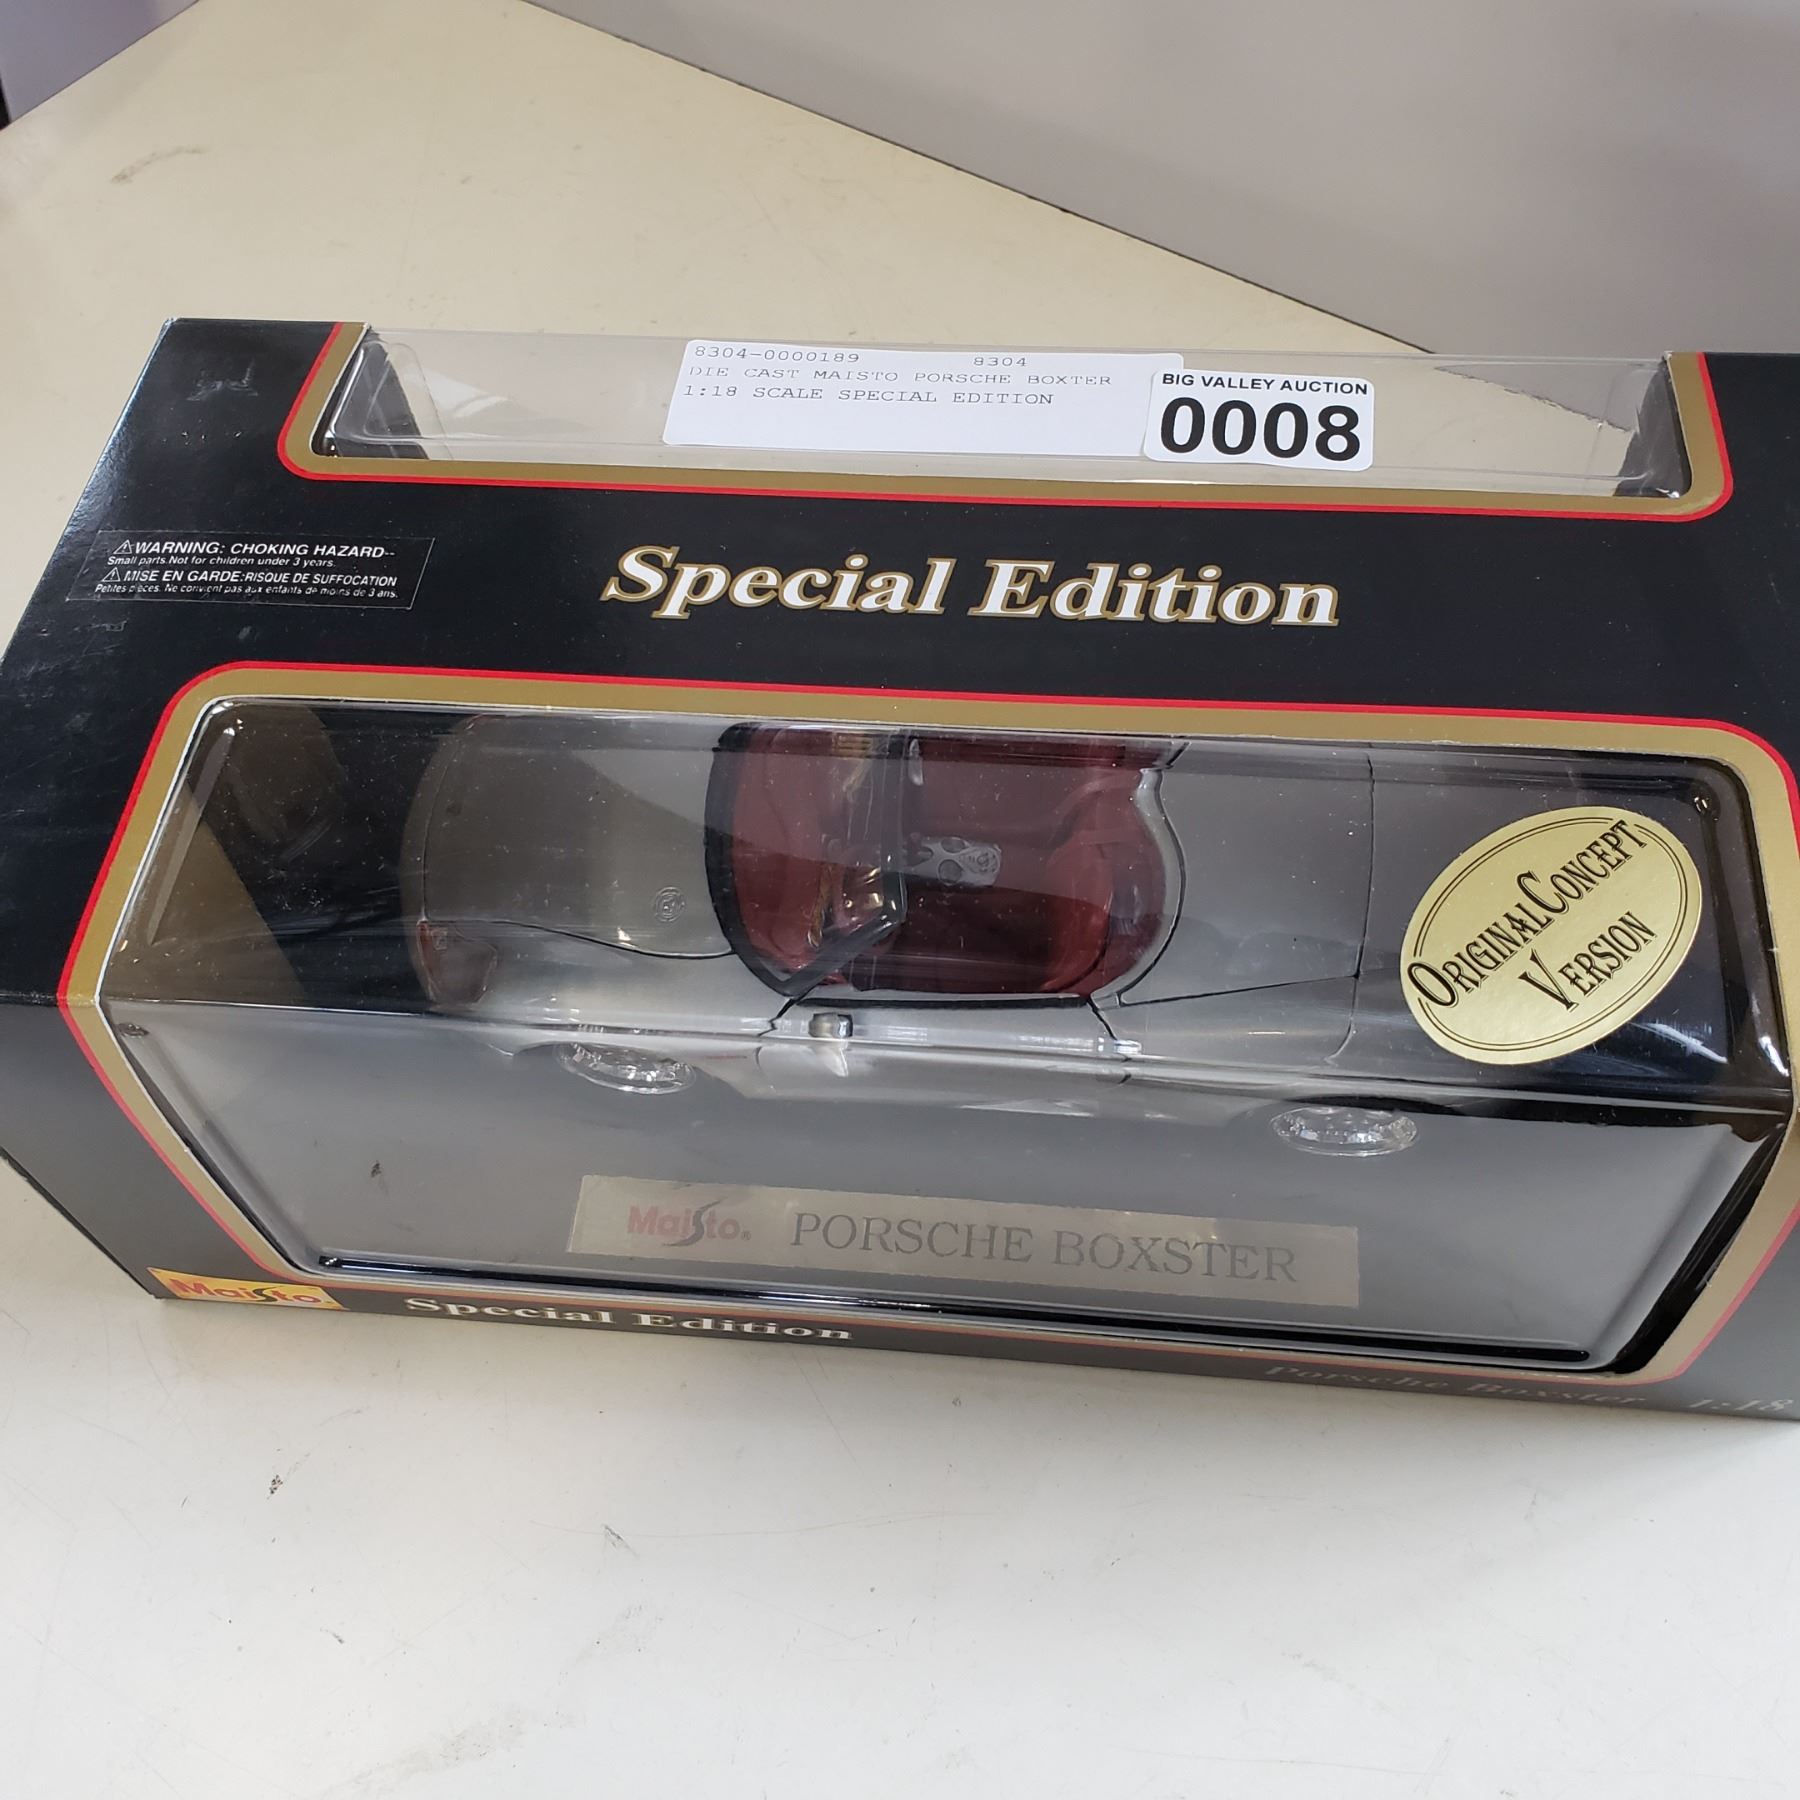 8304-0000189 8304
DIE CAST MAISTO PORSCHE BOXTER
1:18 SCALE SPECIAL EDITION
BIG VALLEY AUCTION
0008
⚠WARNING: CHOKING HAZARD--
Small parts. Not for children under 3 years.
⚠MISE EN GARDE:RISQUE DE SUFFOCATION
Petites pièces. Ne convient pas aux enfants de moins de 3 ans.
Special Edition
ORIGINAL CONCEPT
VERSION
Maisto® PORSCHE BOXSTER
Maisto
Special Edition
Porsche Boxster 1:18